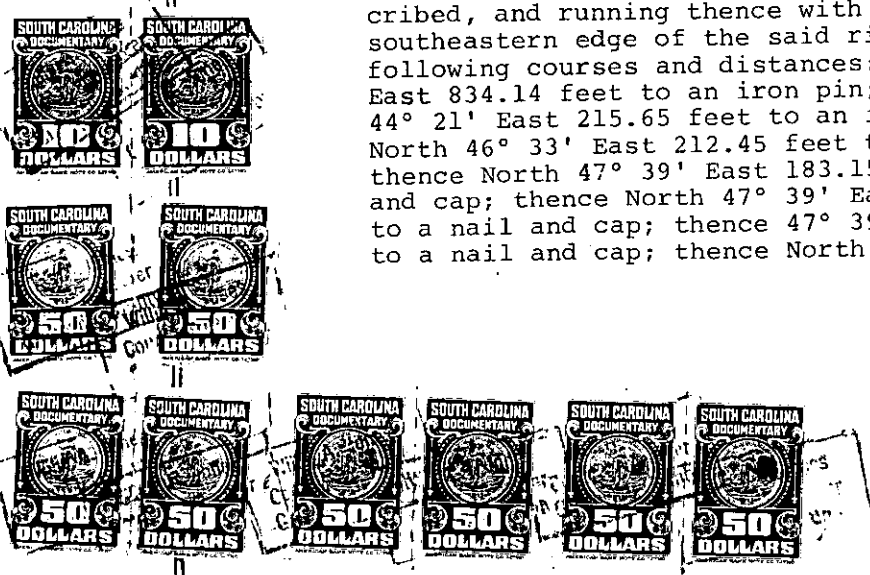 cribed, and running thence with
southeastern edge of the said ri
following courses and distances:
East 834.14 feet to an iron pin;
44° 21' East 215.65 feet to an i
North 46° 33' East 212.45 feet t
thence North 47° 39' East 183.15
and cap; thence North 47° 39' Ea
to a nail and cap; thence 47° 39
to a nail and cap; thence North
SOUTH CAROLINA
DOCUMENTARY
10
DOLLARS
SOUTH CAROLINA
DOCUMENTARY
10
DOLLARS
SOUTH CAROLINA
DOCUMENTARY
50
DOLLARS
SOUTH CAROLINA
DOCUMENTARY
50
DOLLARS
SOUTH CAROLINA
DOCUMENTARY
50
DOLLARS
SOUTH CAROLINA
DOCUMENTARY
50
DOLLARS
SOUTH CAROLINA
DOCUMENTARY
50
DOLLARS
SOUTH CAROLINA
DOCUMENTARY
50
DOLLARS
SOUTH CAROLINA
DOCUMENTARY
50
DOLLARS
SOUTH CAROLINA
DOCUMENTARY
50
DOLLARS